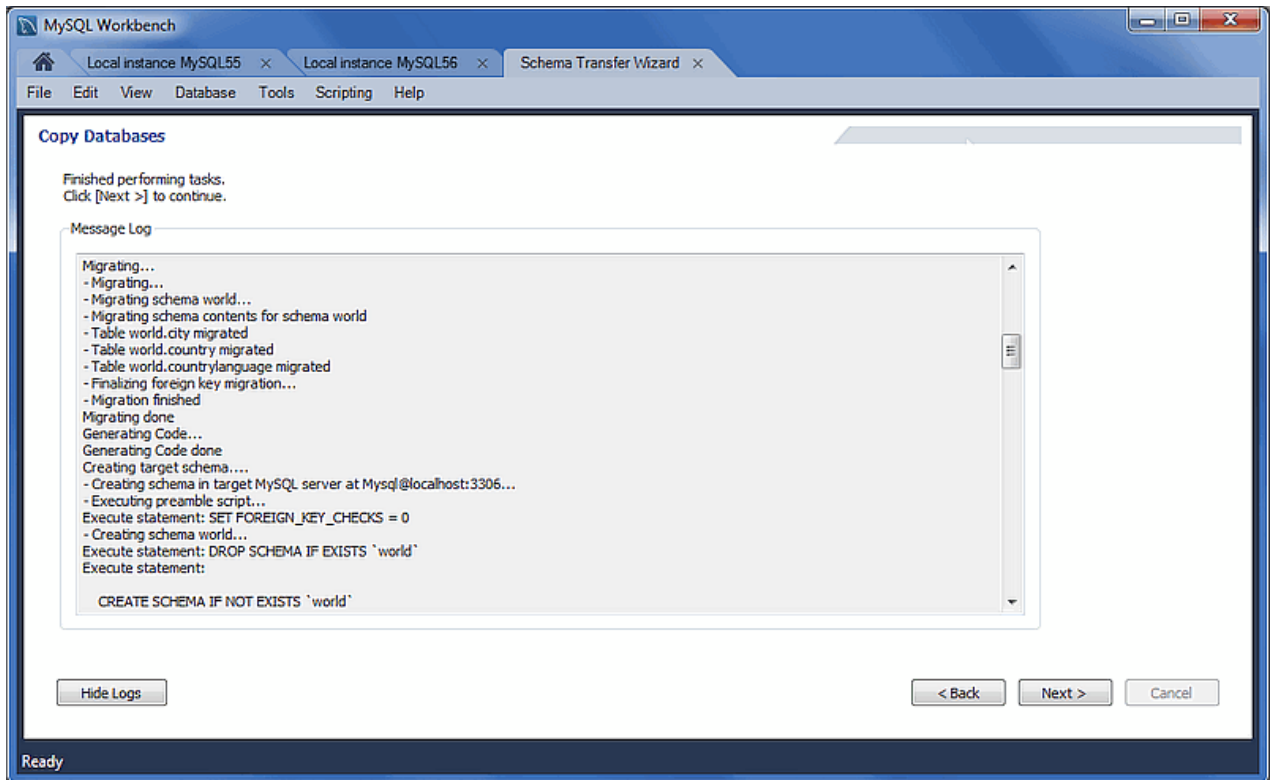 MySQL Workbench
Local instance MySQL55 × Local instance MySQL56 × Schema Transfer Wizard ×
File Edit View Database Tools Scripting Help
Copy Databases
Finished performing tasks.
Click [Next >] to continue.
Message Log
Migrating...
- Migrating...
- Migrating schema world...
- Migrating schema contents for schema world
- Table world.city migrated
- Table world.country migrated
- Table world.countrylanguage migrated
- Finalizing foreign key migration...
- Migration finished
Migrating done
Generating Code...
Generating Code done
Creating target schema....
- Creating schema in target MySQL server at Mysql@localhost:3306...
- Executing preamble script...
Execute statement: SET FOREIGN_KEY_CHECKS = 0
- Creating schema world...
Execute statement: DROP SCHEMA IF EXISTS `world`
Execute statement:
CREATE SCHEMA IF NOT EXISTS `world`
Hide Logs < Back Next > Cancel
Ready